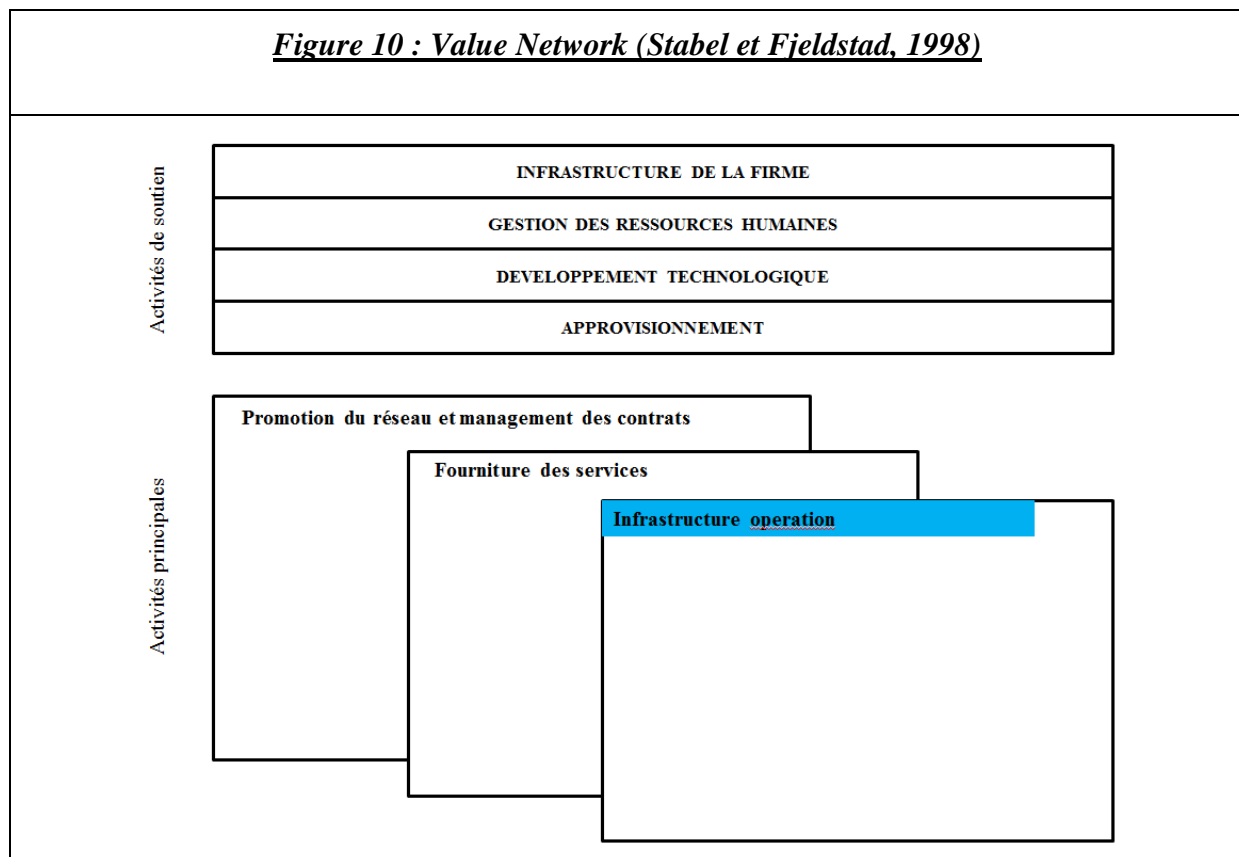 Figure 10 : Value Network (Stabel et Fjeldstad, 1998)
Activités de soutien
INFRASTRUCTURE DE LA FIRME
GESTION DES RESSOURCES HUMAINES
DEVELOPPEMENT TECHNOLOGIQUE
APPROVISIONNEMENT
Activités principales
Promotion du réseau et management des contrats
Fourniture des services
Infrastructure operation